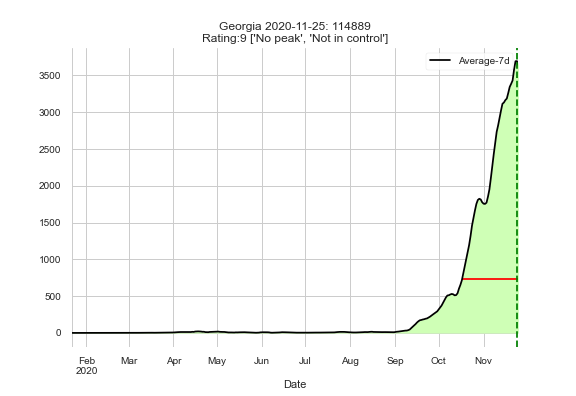 Georgia 2020-11-25: 114889
Rating:9 ['No peak', 'Not in control']
Average-7d
3500
3000
2500
2000
1500
1000
500
0
Feb Mar Apr May Jun Jul Aug Sep Oct Nov
2020
Date